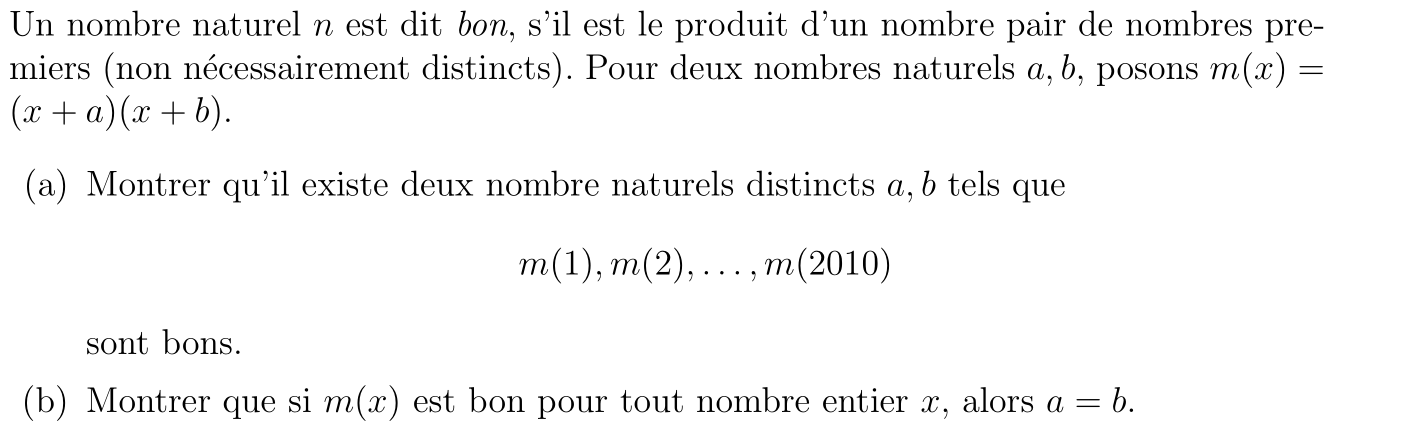 Un nombre naturel n est dit bon, s'il est le produit d'un nombre pair de nombres pre-
miers (non nécessairement distincts). Pour deux nombres naturels a, b, posons m(x) =
(x + a)(x + b).
(a) Montrer qu'il existe deux nombre naturels distincts a, b tels que
m(1), m(2), . . . , m(2010)
sont bons.
(b) Montrer que si m(x) est bon pour tout nombre entier x, alors a = b.